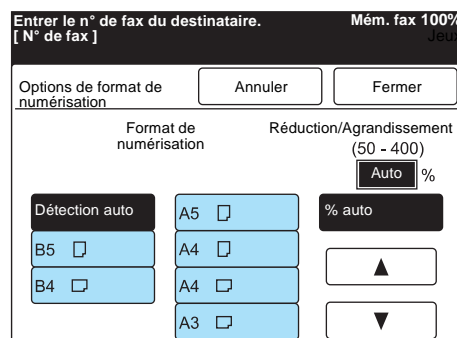 Entrer le n° de fax du destinataire. Mém. fax 100%
[ N° de fax ] Jeu
Options de format de numérisation
Annuler
Fermer
Format de numérisation
Réduction/Agrandissement
(50 - 400)
Auto %
Détection auto
A5
% auto
B5
A4
B4
A4
A3